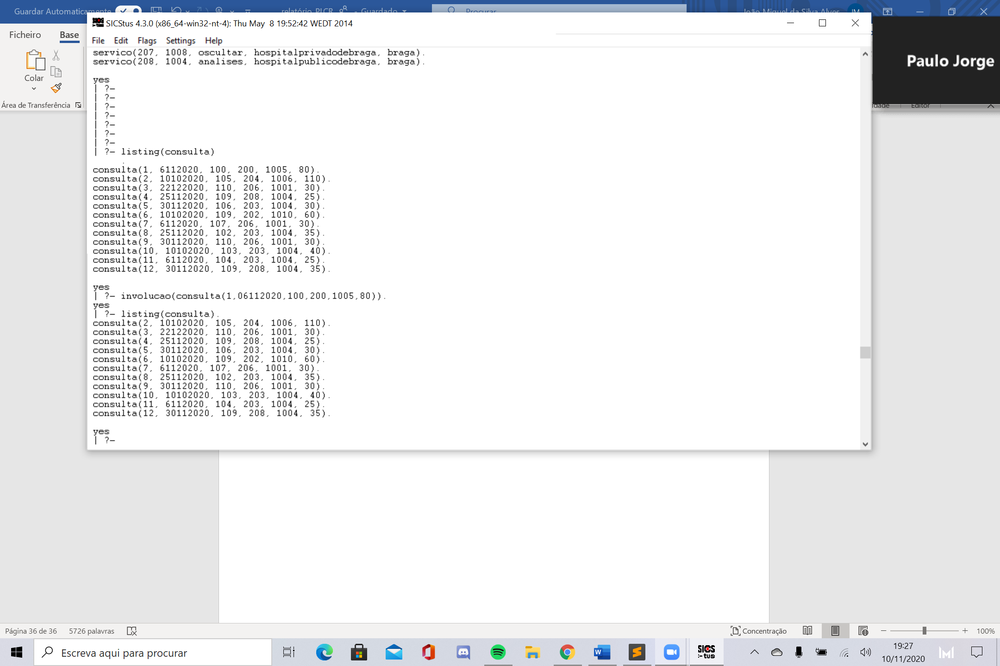 Guardar Automaticamente relatório_PLCR - Guardado Procurar João Miguel da Silva Alves JM
SICStus 4.3.0 (x86_64-win32-nt-4): Thu May 8 19:52:42 WEDT 2014
Ficheiro Base
File Edit Flags Settings Help
Colar
Área de Transferência
Editor
Paulo Jorge
servico(207, 1008, oscultar, hospitalprivadodebraga, braga).
servico(208, 1004, analises, hospitalpublicodebraga, braga).
yes
| ?-
| ?-
| ?-
| ?-
| ?-
| ?-
| ?-
| ?- listing(consulta)
.
consulta(1, 6112020, 100, 200, 1005, 80).
consulta(2, 10102020, 105, 204, 1006, 110).
consulta(3, 22122020, 110, 206, 1001, 30).
consulta(4, 25112020, 109, 208, 1004, 25).
consulta(5, 30112020, 106, 203, 1004, 30).
consulta(6, 10102020, 109, 202, 1010, 60).
consulta(7, 6112020, 107, 206, 1001, 30).
consulta(8, 25112020, 102, 203, 1004, 35).
consulta(9, 30112020, 110, 206, 1001, 30).
consulta(10, 10102020, 103, 203, 1004, 40).
consulta(11, 6112020, 104, 203, 1004, 25).
consulta(12, 30112020, 109, 208, 1004, 35).
yes
| ?- involucao(consulta(1,06112020,100,200,1005,80)).
yes
| ?- listing(consulta).
consulta(2, 10102020, 105, 204, 1006, 110).
consulta(3, 22122020, 110, 206, 1001, 30).
consulta(4, 25112020, 109, 208, 1004, 25).
consulta(5, 30112020, 106, 203, 1004, 30).
consulta(6, 10102020, 109, 202, 1010, 60).
consulta(7, 6112020, 107, 206, 1001, 30).
consulta(8, 25112020, 102, 203, 1004, 35).
consulta(9, 30112020, 110, 206, 1001, 30).
consulta(10, 10102020, 103, 203, 1004, 40).
consulta(11, 6112020, 104, 203, 1004, 25).
consulta(12, 30112020, 109, 208, 1004, 35).
yes
| ?-
Página 36 de 36 5726 palavras Concentração 100%
Escreva aqui para procurar
SICS
:-tus
19:27
10/11/2020